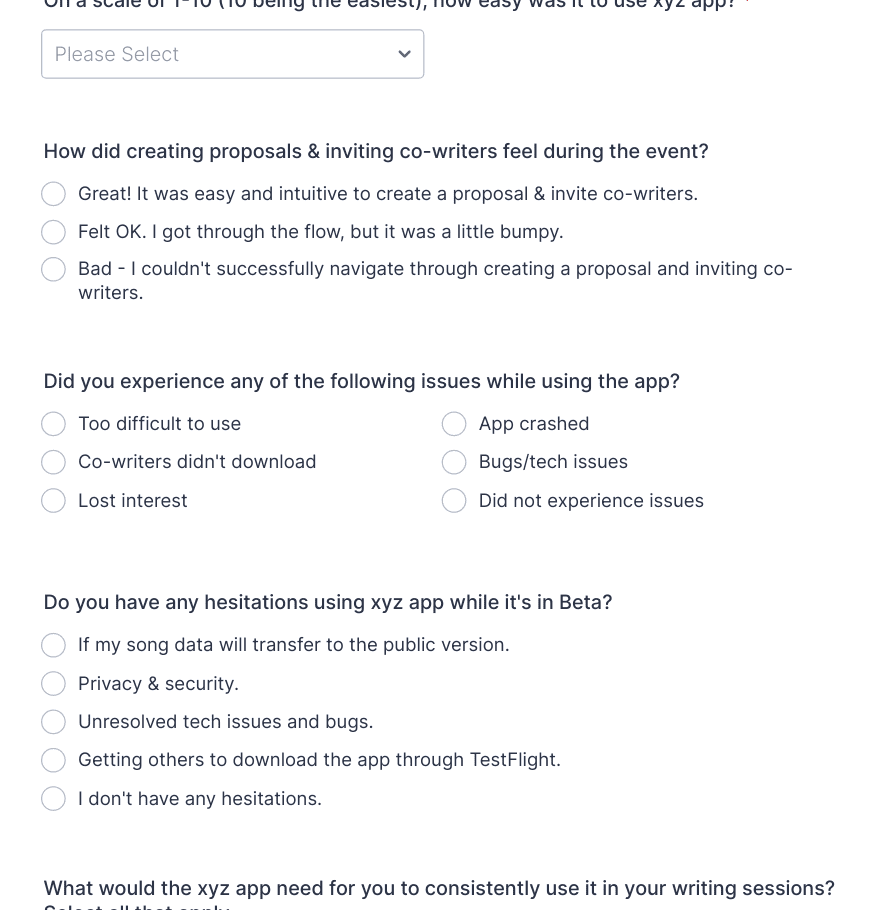 On a scale of 1-10 (10 being the easiest), how easy was it to use xyz app? *
Please Select
How did creating proposals & inviting co-writers feel during the event?
Great! It was easy and intuitive to create a proposal & invite co-writers.
Felt OK. I got through the flow, but it was a little bumpy.
Bad - I couldn't successfully navigate through creating a proposal and inviting co-
writers.
Did you experience any of the following issues while using the app?
Too difficult to use
App crashed
Co-writers didn't download
Bugs/tech issues
Lost interest
Did not experience issues
Do you have any hesitations using xyz app while it's in Beta?
If my song data will transfer to the public version.
Privacy & security.
Unresolved tech issues and bugs.
Getting others to download the app through TestFlight.
I don't have any hesitations.
What would the xyz app need for you to consistently use it in your writing sessions?
Select all that apply.